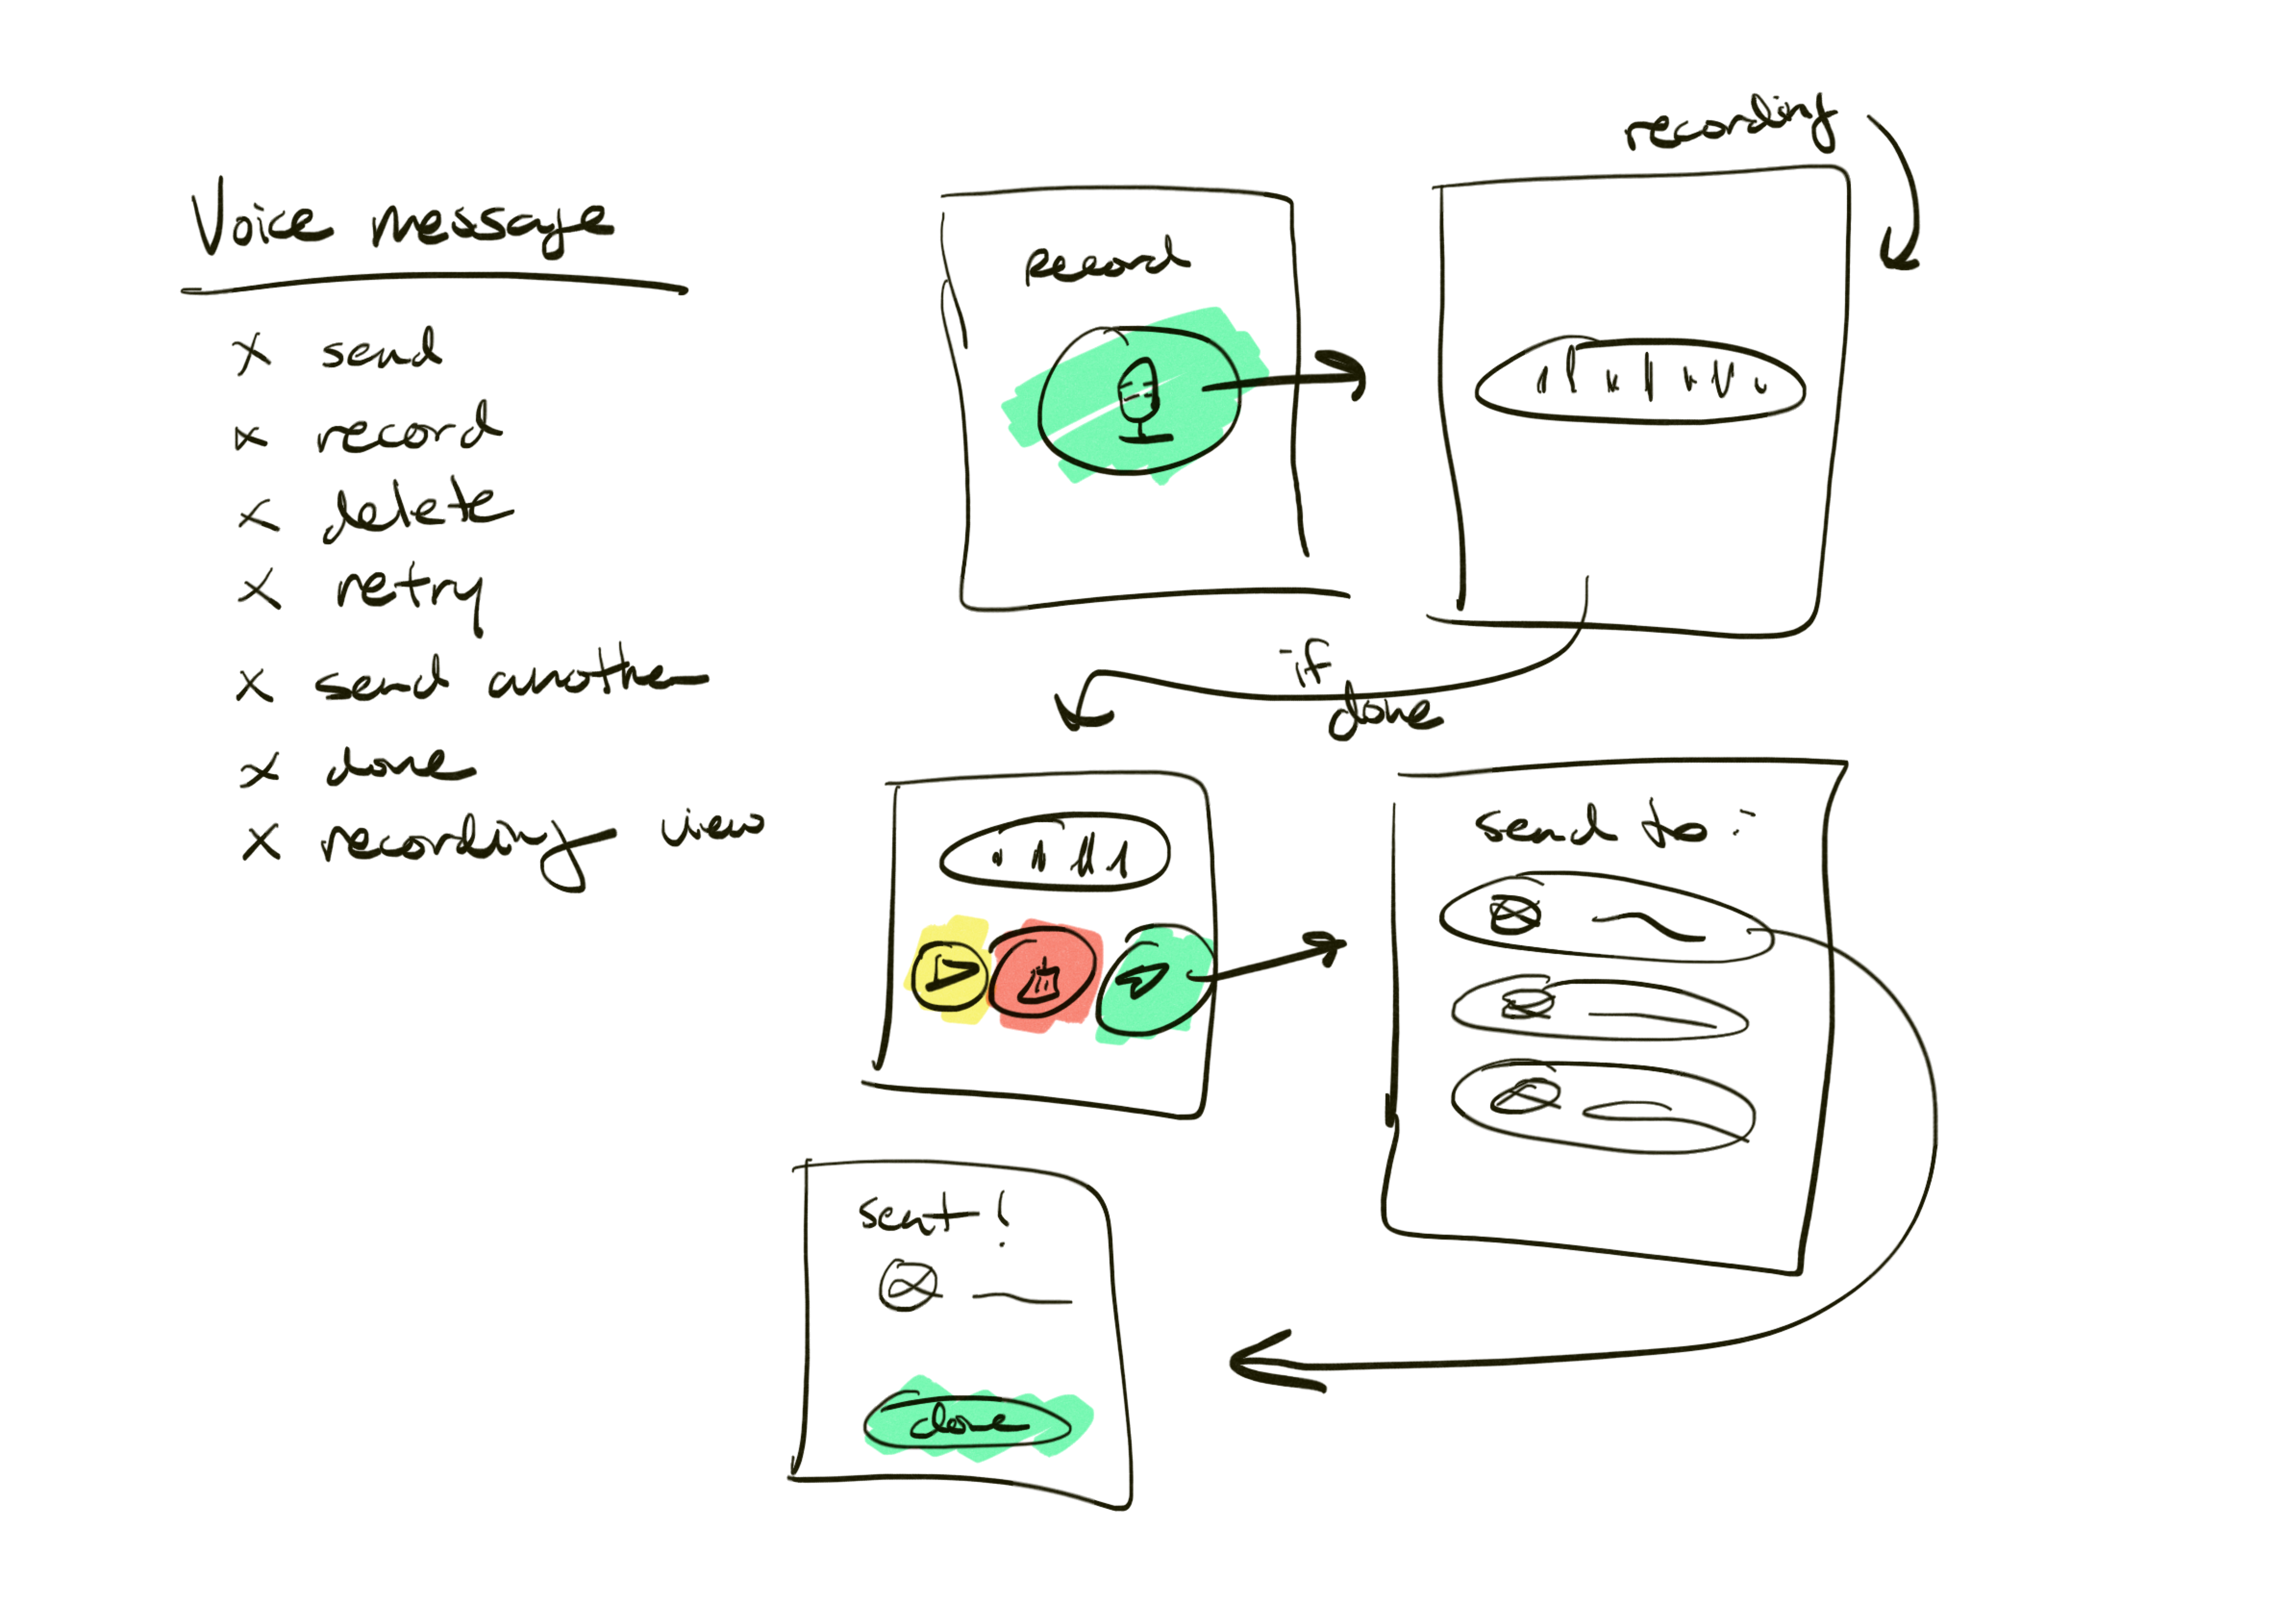 Voice message
x send
x record
x delete
x retry
x send another
x done
x recording view
record
recording
if
done
send to:
sent!
done